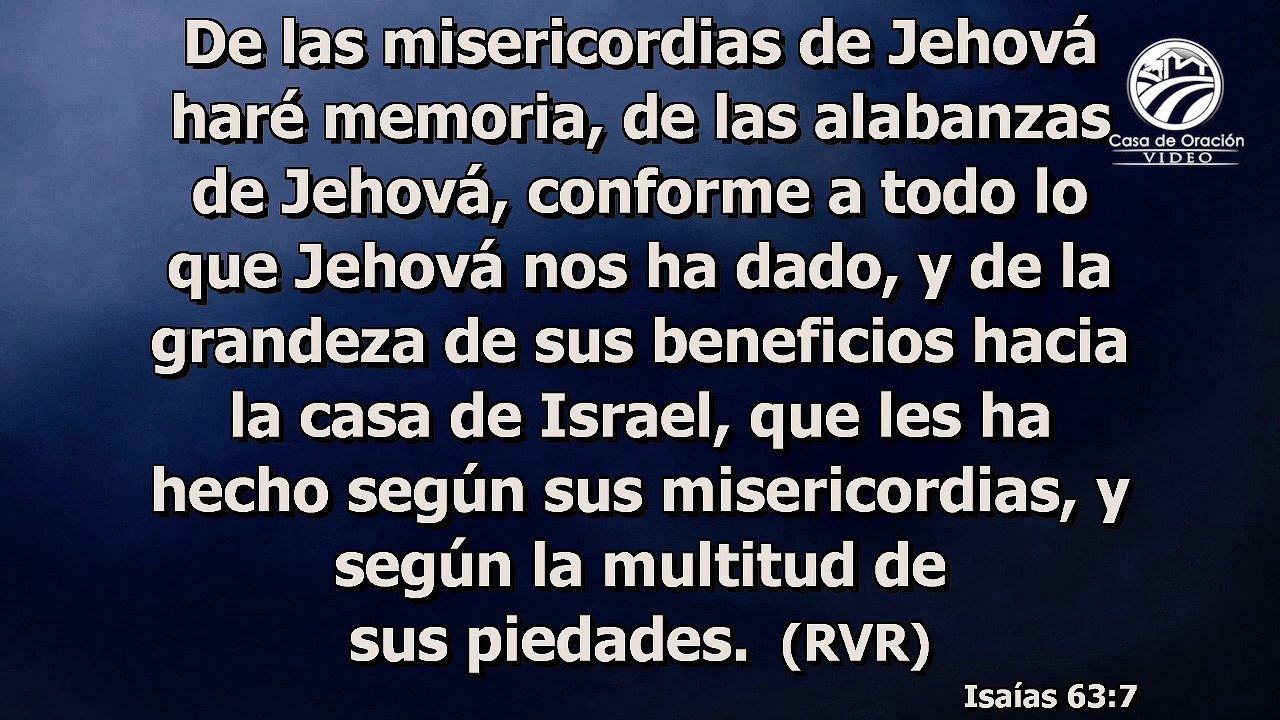 De las misericordias de Jehová
haré memoria, de las alabanzas
de Jehová, conforme a todo lo
que Jehová nos ha dado, y de la
grandeza de sus beneficios hacia
la casa de Israel, que les ha
hecho según sus misericordias, y
según la multitud de
sus piedades. (RVR)
Isaías 63:7
Casa de Oración
VIDEO